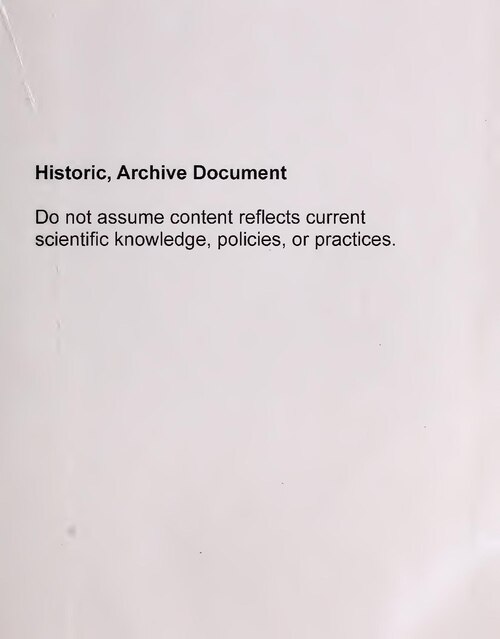 Historic, Archive Document
Do not assume content reflects current
scientific knowledge, policies, or practices.